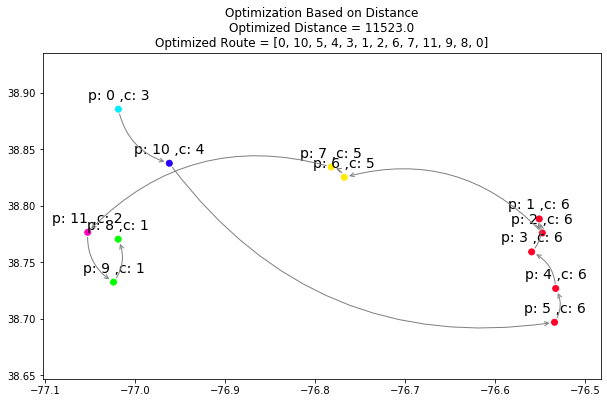 Optimization Based on Distance
Optimized Distance = 11523.0
Optimized Route = [0, 10, 5, 4, 3, 1, 2, 6, 7, 11, 9, 8, 0]
38.90
38.85
38.80
38.75
38.70
38.65
p: 0 ,c: 3
p: 10 ,c: 4
p: 7 ,c: 5
p: 6 ,c: 5
p: 1 ,c: 6
p: 2 ,c: 6
p: 11 ,c: 2
p: 8 ,c: 1
p: 3 ,c: 6
p: 9 ,c: 1
p: 4 ,c: 6
p: 5 ,c: 6
−77.1 −77.0 −76.9 −76.8 −76.7 −76.6 −76.5